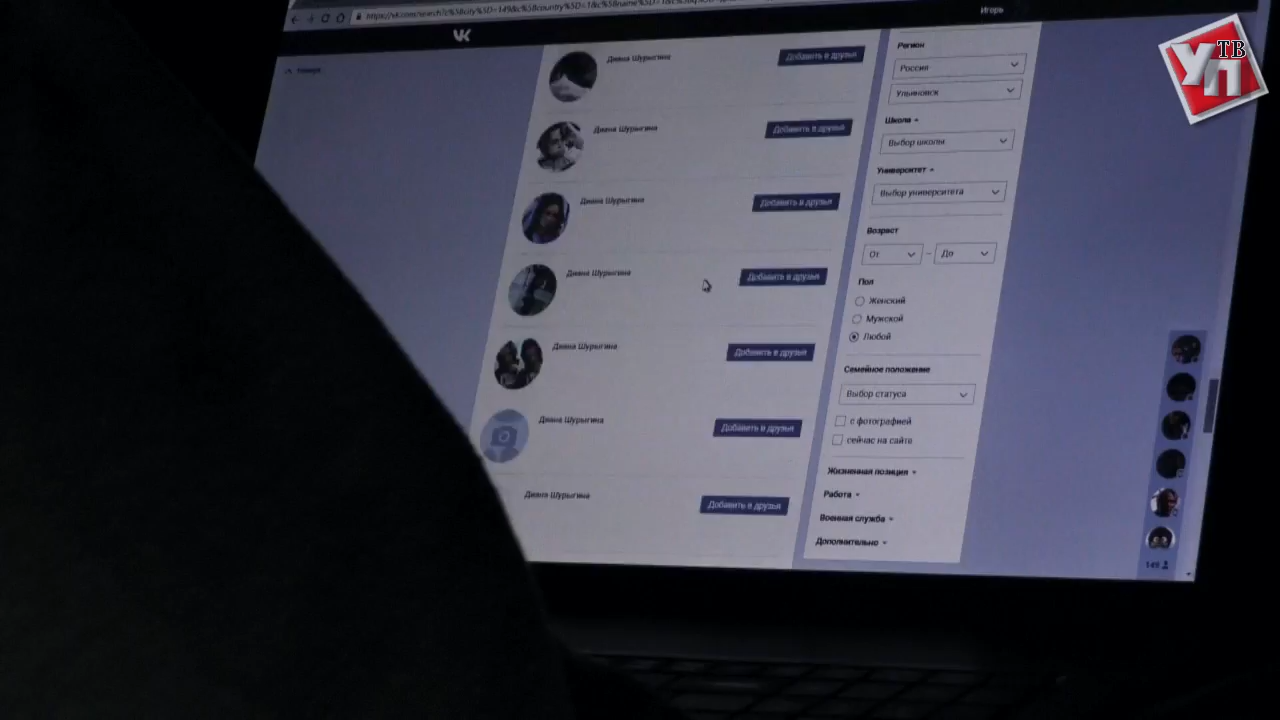 VK
Игорь
УПТВ
Диана Шурыгина
Добавить в друзья
Диана Шурыгина
Добавить в друзья
Диана Шурыгина
Добавить в друзья
Диана Шурыгина
Добавить в друзья
Диана Шурыгина
Добавить в друзья
Диана Шурыгина
Добавить в друзья
Диана Шурыгина
Добавить в друзья
Регион
Россия
Ульяновск
Школа
Выбор школы
Университет
Выбор университета
Возраст
От – До
Пол
Женский
Мужской
Любой
Семейное положение
Выбор статуса
с фотографией
сейчас на сайте
Жизненная позиция
Работа
Военная служба
Дополнительно
149